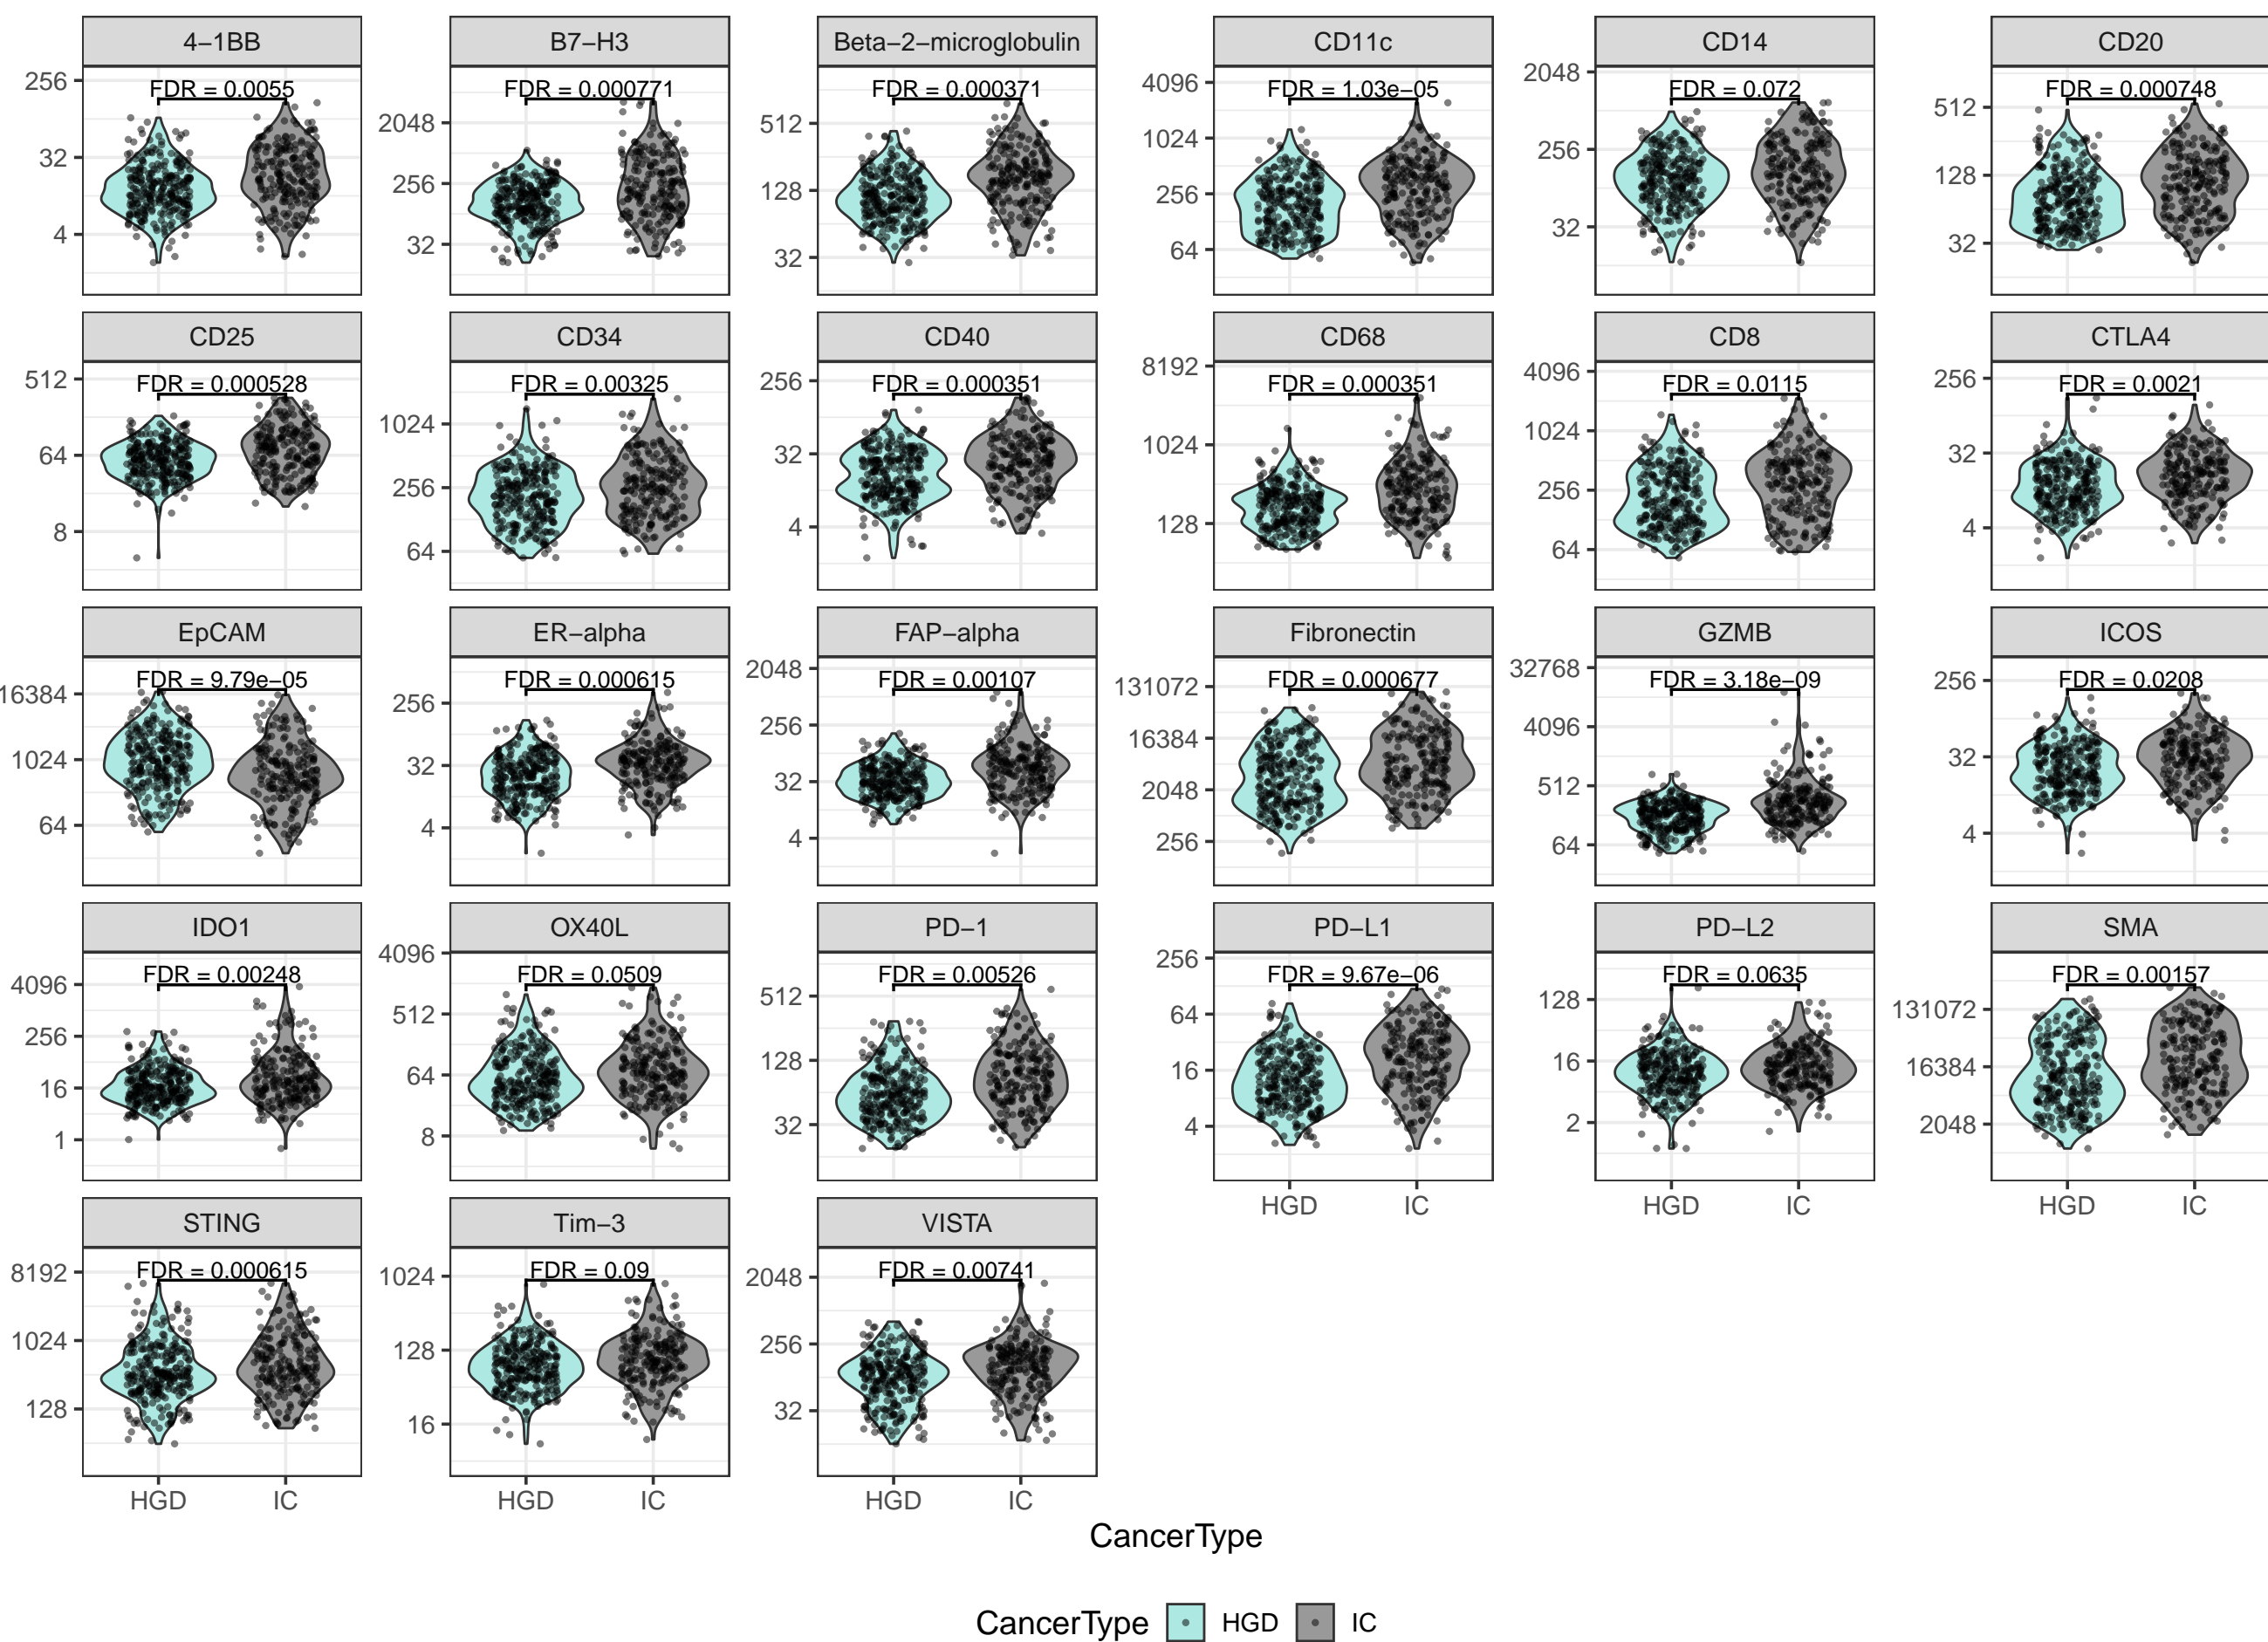 4−1BB
B7−H3
Beta−2−microglobulin
CD11c
CD14
CD20
FDR = 0.0055
256
32
4
FDR = 0.000771
2048
256
32
FDR = 0.000371
512
128
32
FDR = 1.03e−05
4096
1024
256
64
FDR = 0.072
2048
256
32
FDR = 0.000748
512
128
32
CD25
CD34
CD40
CD68
CD8
CTLA4
FDR = 0.000528
512
64
8
FDR = 0.00325
1024
256
64
FDR = 0.000351
256
32
4
FDR = 0.000351
8192
1024
128
FDR = 0.0115
4096
1024
256
64
FDR = 0.0021
256
32
4
EpCAM
ER−alpha
FAP−alpha
Fibronectin
GZMB
ICOS
FDR = 9.79e−05
16384
1024
64
FDR = 0.000615
256
32
4
FDR = 0.00107
2048
256
32
4
FDR = 0.000677
131072
16384
2048
256
FDR = 3.18e−09
32768
4096
512
64
FDR = 0.0208
256
32
4
IDO1
OX40L
PD−1
PD−L1
PD−L2
SMA
FDR = 0.00248
4096
256
16
1
FDR = 0.0509
4096
512
64
8
FDR = 0.00526
512
128
32
FDR = 9.67e−06
256
64
16
4
FDR = 0.0635
128
16
2
FDR = 0.00157
131072
16384
2048
HGD IC
HGD IC
HGD IC
STING
Tim−3
VISTA
FDR = 0.000615
8192
1024
128
FDR = 0.09
1024
128
16
FDR = 0.00741
2048
256
32
HGD IC
HGD IC
HGD IC
CancerType
CancerType HGD IC